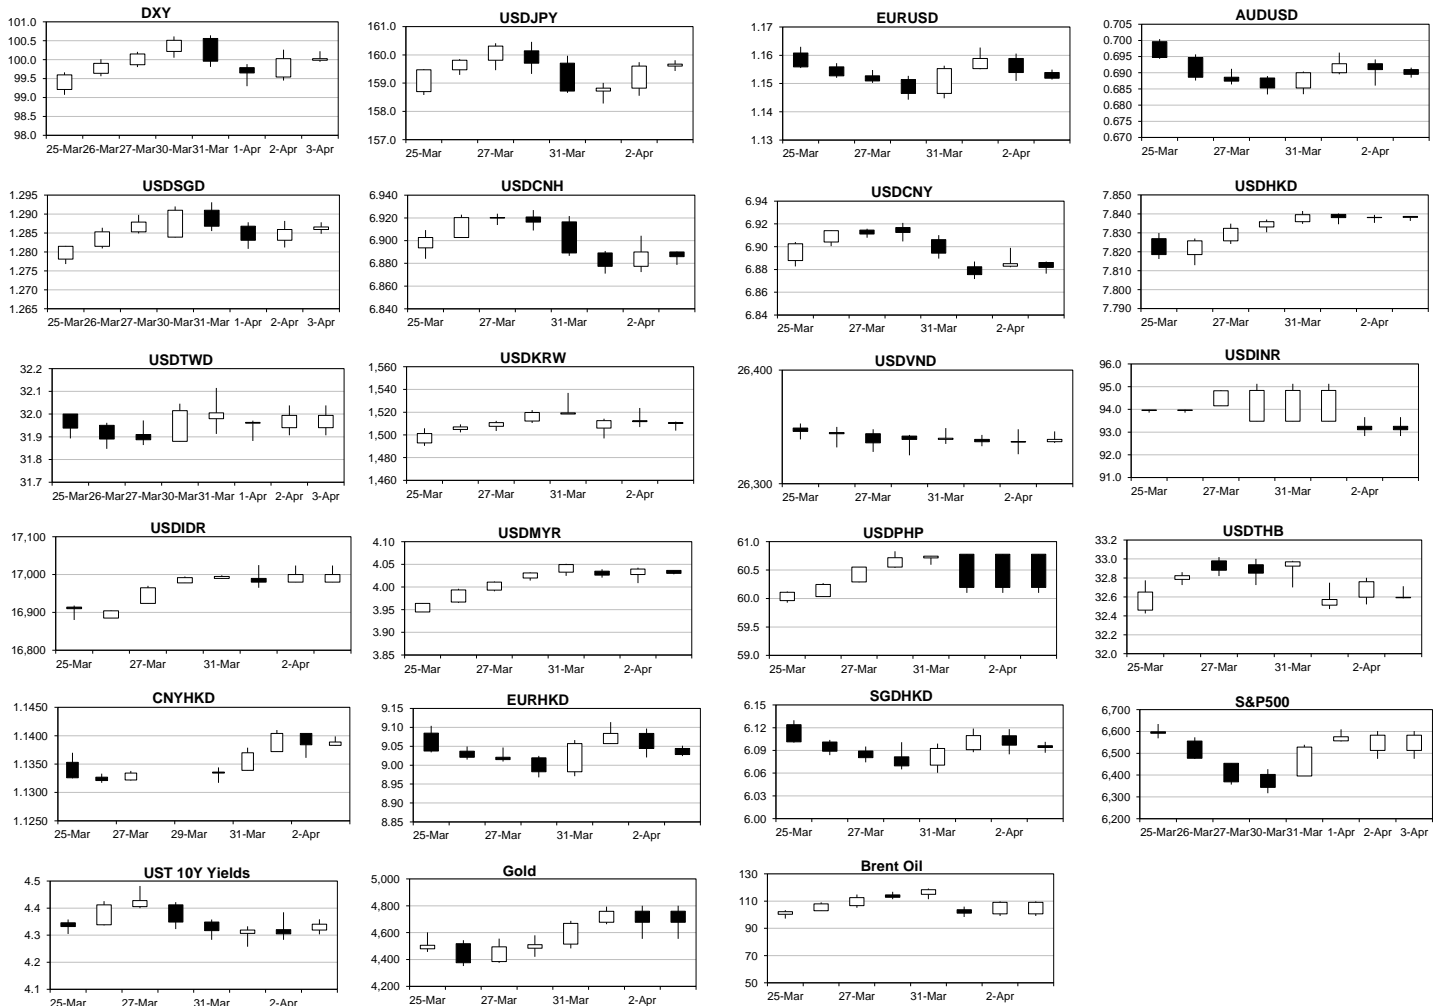 DXY
101.0
100.5
100.0
99.5
99.0
98.5
98.0
25-Mar 26-Mar 27-Mar 30-Mar 31-Mar 1-Apr 2-Apr 3-Apr
USDJPY
161.0
160.0
159.0
158.0
157.0
25-Mar 27-Mar 31-Mar 2-Apr
EURUSD
1.17
1.16
1.15
1.14
1.13
25-Mar 27-Mar 31-Mar 2-Apr
AUDUSD
0.705
0.700
0.695
0.690
0.685
0.680
0.675
0.670
25-Mar 27-Mar 31-Mar 2-Apr
USDSGD
1.295
1.290
1.285
1.280
1.275
1.270
1.265
25-Mar 26-Mar 27-Mar 30-Mar 31-Mar 1-Apr 2-Apr 3-Apr
USDCNH
6.940
6.920
6.900
6.880
6.860
6.840
25-Mar 27-Mar 31-Mar 2-Apr
USDCNY
6.94
6.92
6.90
6.88
6.86
6.84
25-Mar 27-Mar 31-Mar 2-Apr
USDHKD
7.850
7.840
7.830
7.820
7.810
7.800
7.790
25-Mar 27-Mar 31-Mar 2-Apr
USDTWD
32.2
32.1
32.0
31.9
31.8
31.7
25-Mar 26-Mar 27-Mar 30-Mar 31-Mar 1-Apr 2-Apr 3-Apr
USDKRW
1,560
1,540
1,520
1,500
1,480
1,460
25-Mar 27-Mar 31-Mar 2-Apr
USDVND
26,400
26,300
25-Mar 27-Mar 31-Mar 2-Apr
USDINR
96.0
95.0
94.0
93.0
92.0
91.0
25-Mar 27-Mar 31-Mar 2-Apr
USDIDR
17,100
17,000
16,900
16,800
25-Mar 27-Mar 31-Mar 2-Apr
USDMYR
4.10
4.05
4.00
3.95
3.90
3.85
25-Mar 27-Mar 31-Mar 2-Apr
USDPHP
61.0
60.0
59.0
25-Mar 27-Mar 31-Mar 2-Apr
USDTHB
33.2
33.0
32.8
32.6
32.4
32.2
32.0
25-Mar 27-Mar 31-Mar 2-Apr
CNYHKD
1.1450
1.1400
1.1350
1.1300
1.1250
25-Mar 27-Mar 29-Mar 31-Mar 2-Apr
EURHKD
9.15
9.10
9.05
9.00
8.95
8.90
8.85
25-Mar 27-Mar 31-Mar 2-Apr
SGDHKD
6.15
6.12
6.09
6.06
6.03
6.00
25-Mar 27-Mar 31-Mar 2-Apr
S&P500
6,700
6,600
6,500
6,400
6,300
6,200
25-Mar 26-Mar 27-Mar 30-Mar 31-Mar 1-Apr 2-Apr 3-Apr
UST 10Y Yields
4.5
4.4
4.3
4.2
4.1
25-Mar 27-Mar 31-Mar 2-Apr
Gold
5,000
4,800
4,600
4,400
4,200
25-Mar 27-Mar 31-Mar 2-Apr
Brent Oil
130
110
90
70
50
25-Mar 27-Mar 31-Mar 2-Apr